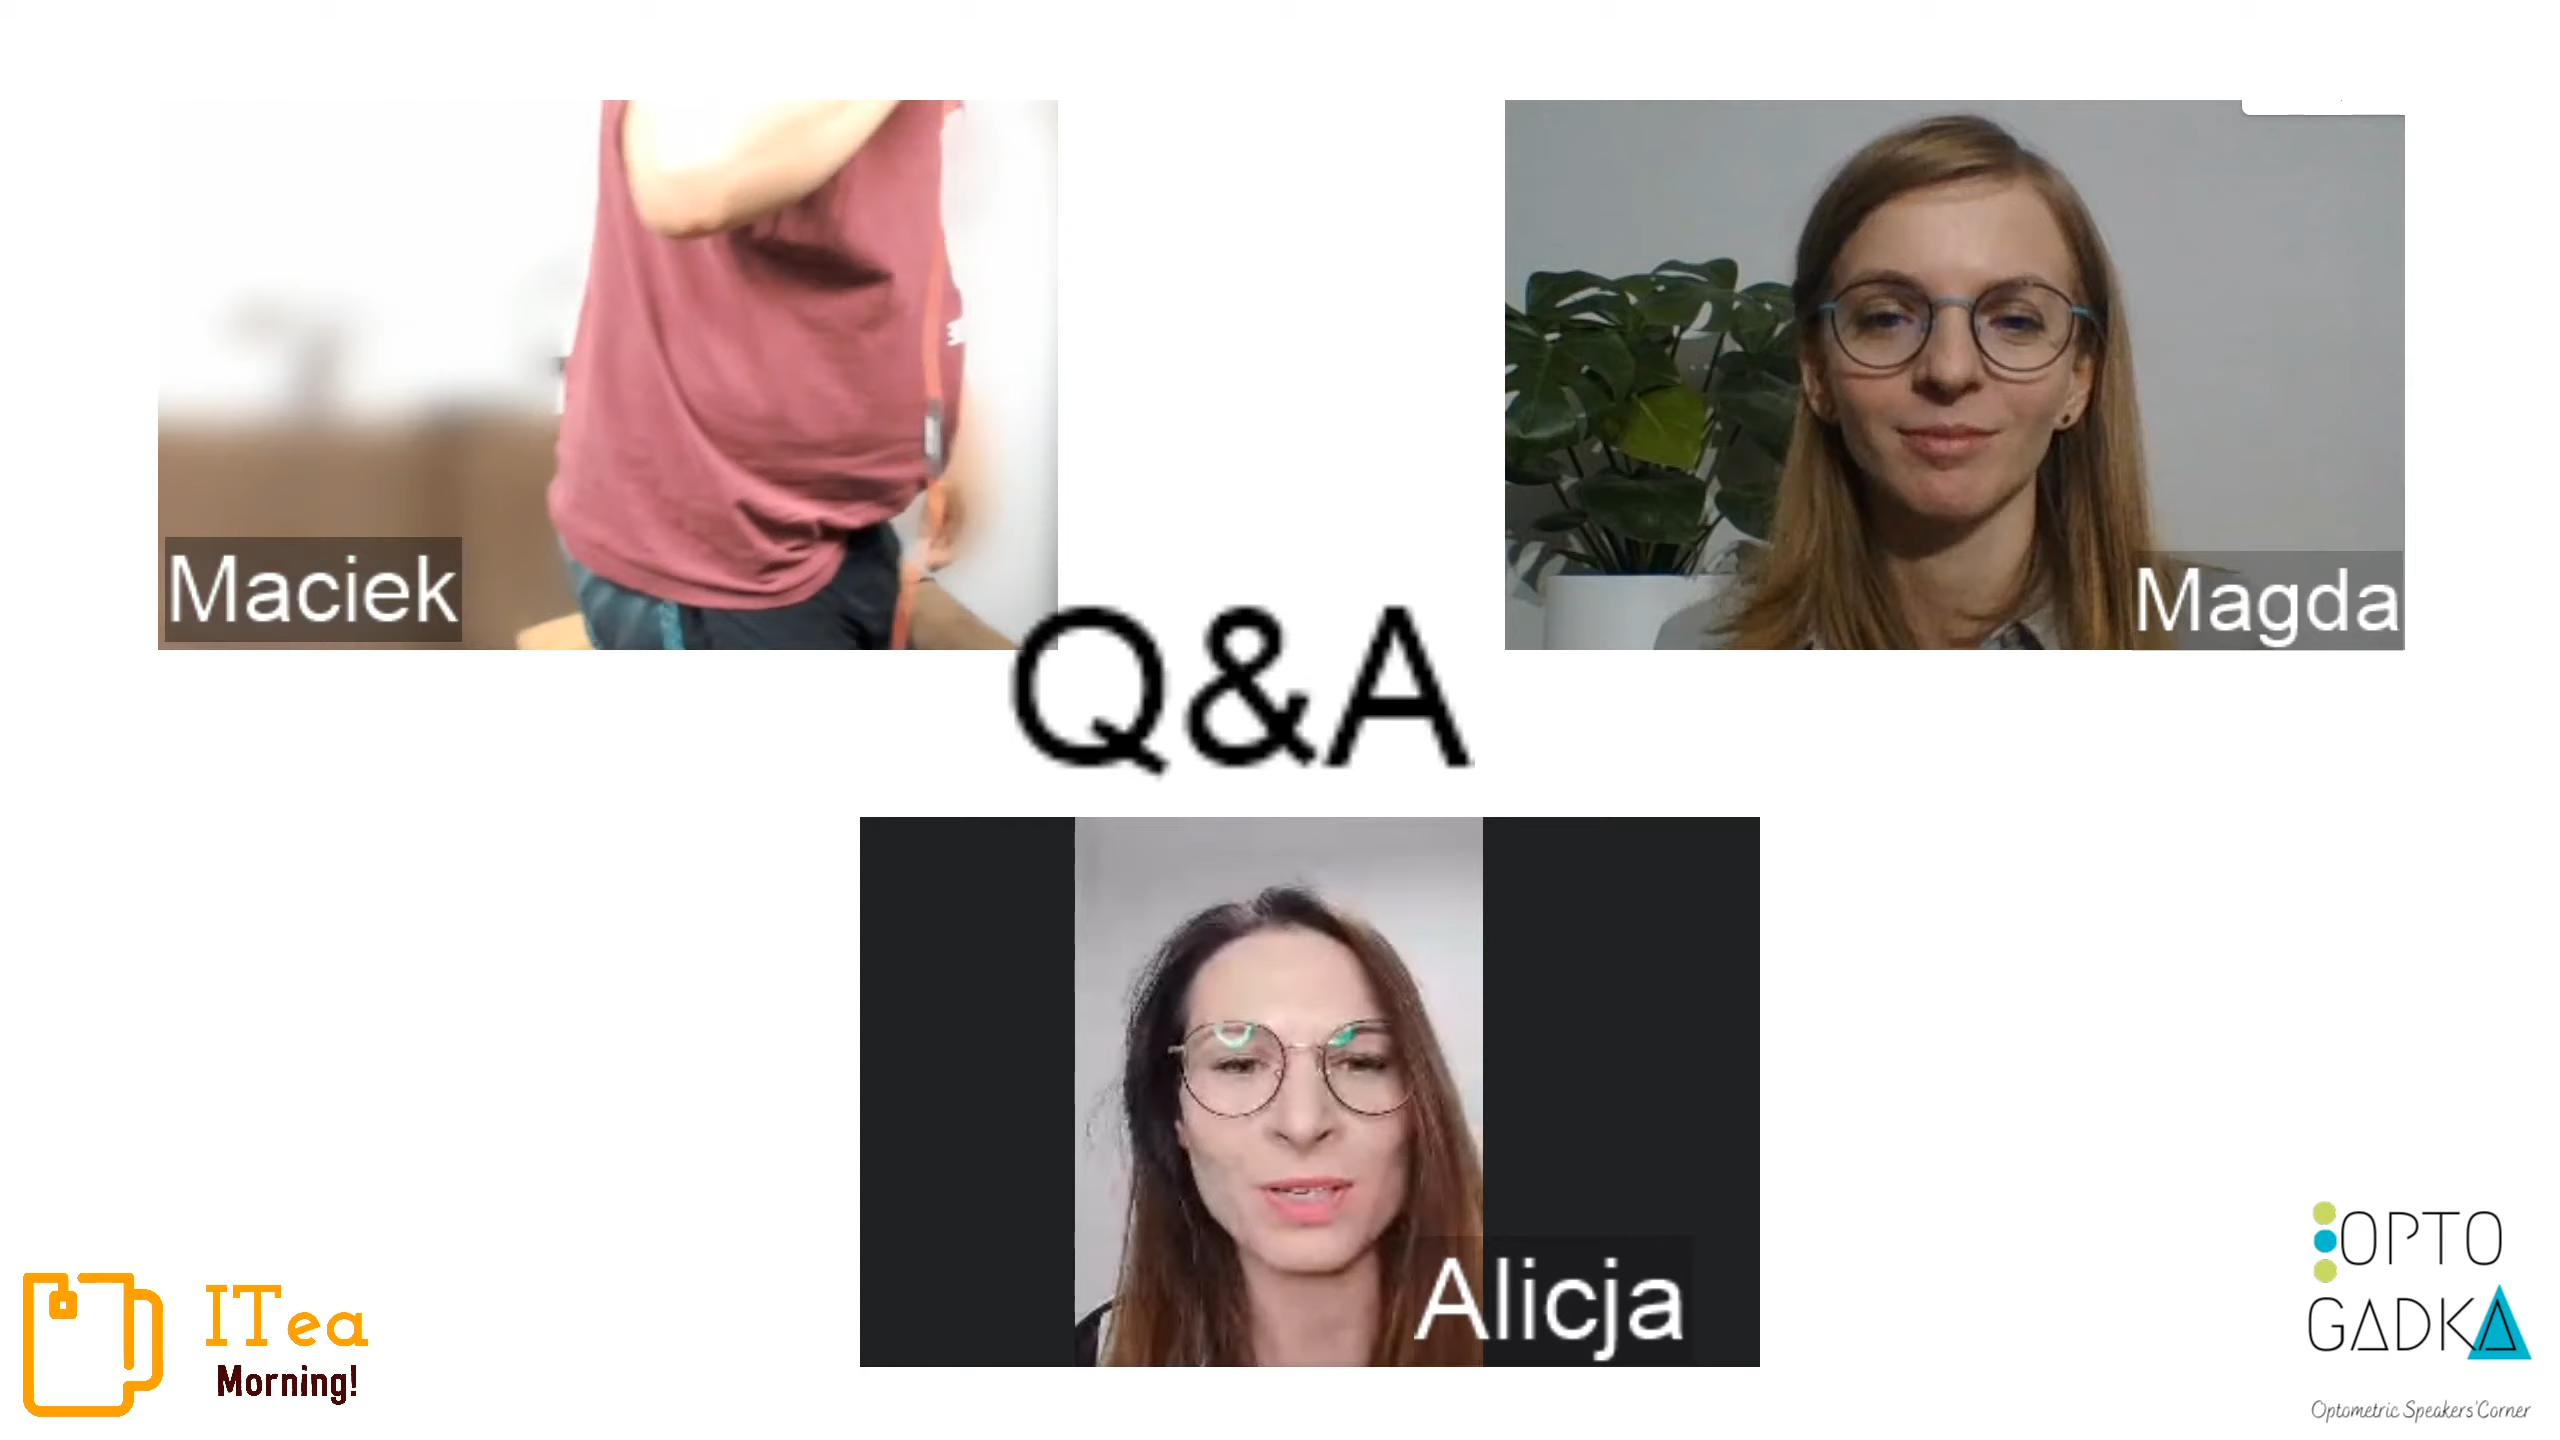 Maciek
Magda
Q&A
Alicja
ITea
Morning!
OPTO
GADKA
Optometric Speakers'Corner